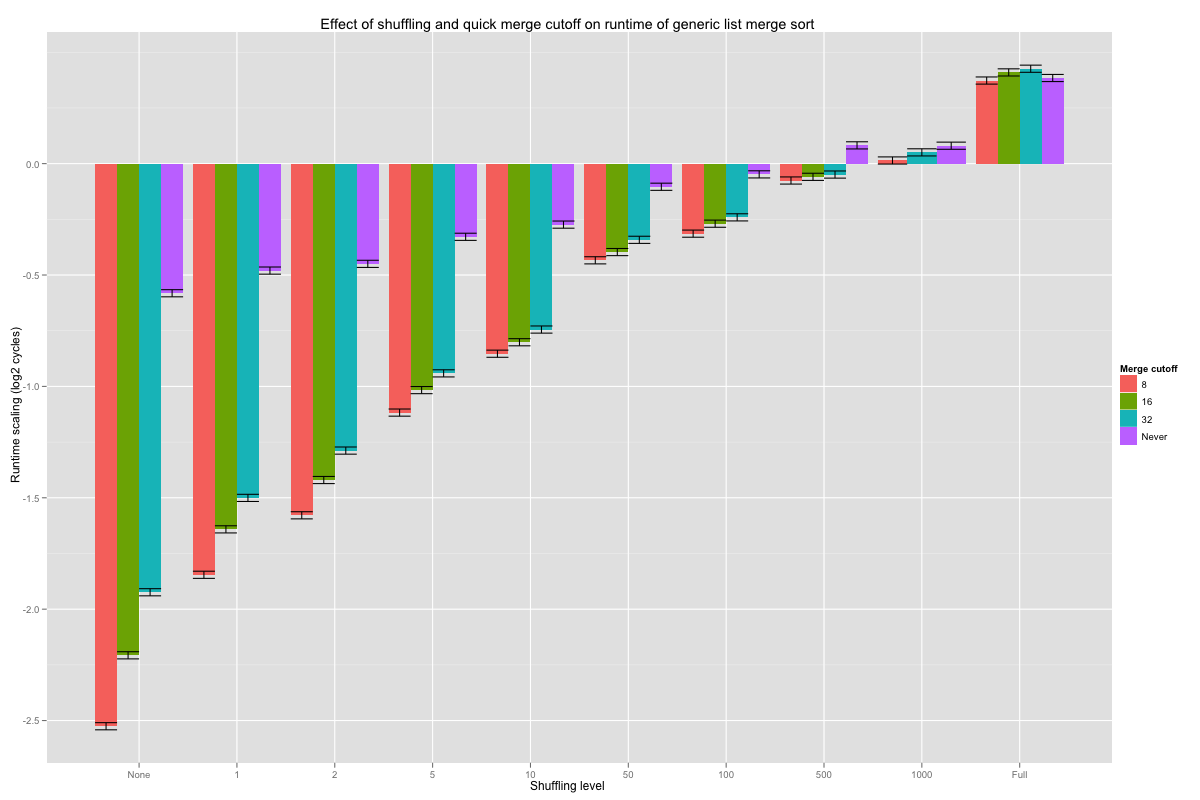 Effect of shuffling and quick merge cutoff on runtime of generic list merge sort
Runtime scaling (log2 cycles)
0.0
-0.5
-1.0
-1.5
-2.0
-2.5
None 1 2 5 10 50 100 500 1000 Full
Shuffling level
Merge cutoff
8
16
32
Never